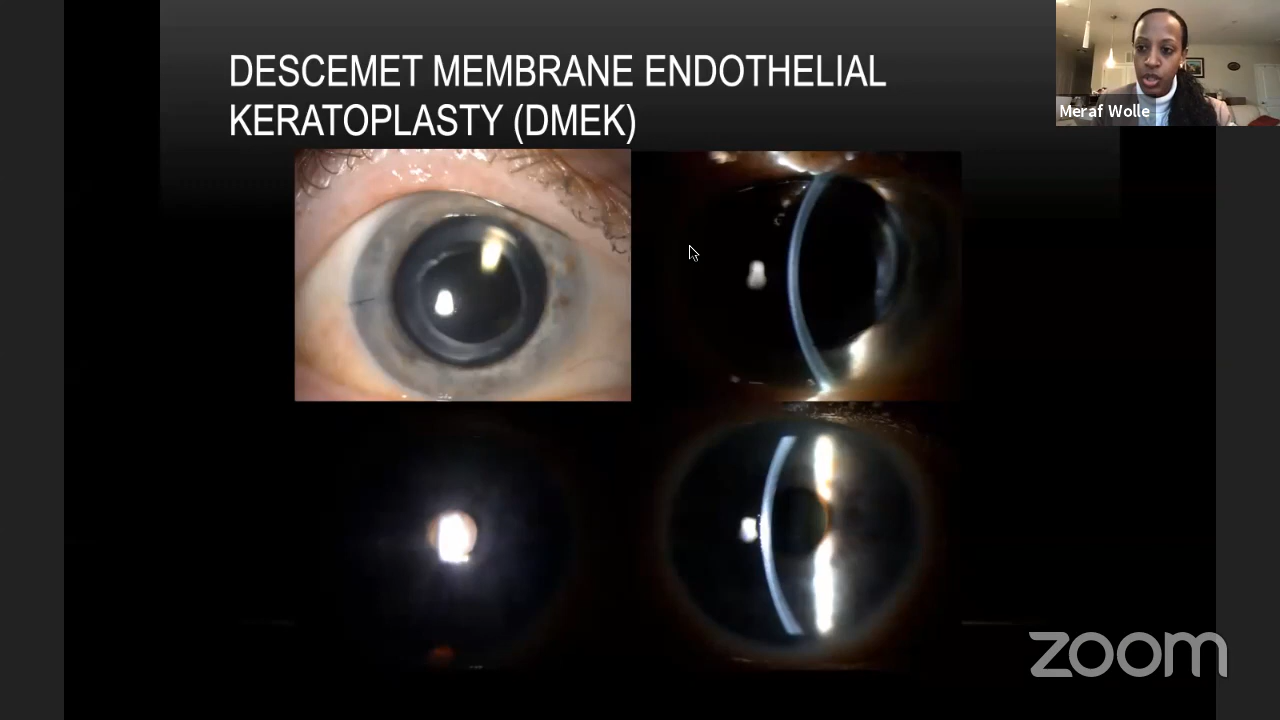 DESCEMET MEMBRANE ENDOTHELIAL
KERATOPLASTY (DMEK)
Meraf Wolle
zoom